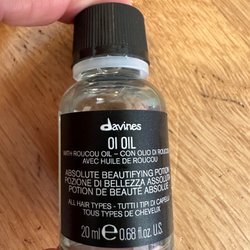 davines
OI OIL
WITH ROUCOU OIL - CON OLIO DI ROUCOU
AVEC HUILE DE ROUCOU
ABSOLUTE BEAUTIFYING POTION
POZIONE DI BELLEZZA ASSOLUTA
POTION DE BEAUTÉ ABSOLUE
ALL HAIR TYPES - TUTTI I TIPI DI CAPELLI
TOUS TYPES DE CHEVEUX
20 ml ℮ 0.68 fl.oz. U.S.